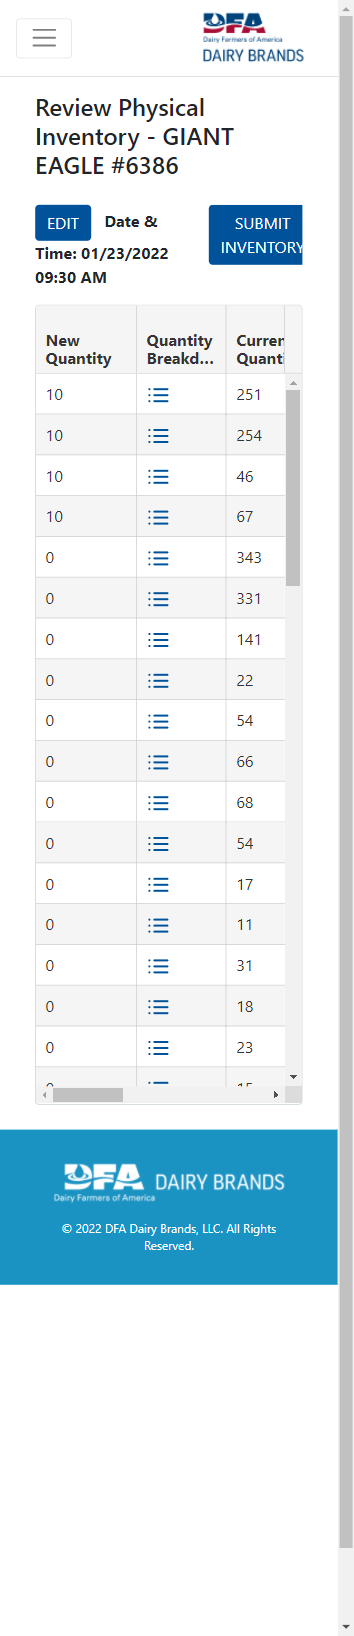 DFA
Dairy Farmers of America
DAIRY BRANDS
Review Physical
Inventory - GIANT
EAGLE #6386
EDIT Date &
Time: 01/23/2022
09:30 AM
SUBMIT
INVENTORY
New Quantity Curren
Quantity Breakd... Quanti
10 251
10 254
10 46
10 67
0 343
0 331
0 141
0 22
0 54
0 66
0 68
0 54
0 17
0 11
0 31
0 18
0 23
0 15
DFA DAIRY BRANDS
Dairy Farmers of America
© 2022 DFA Dairy Brands, LLC. All Rights
Reserved.